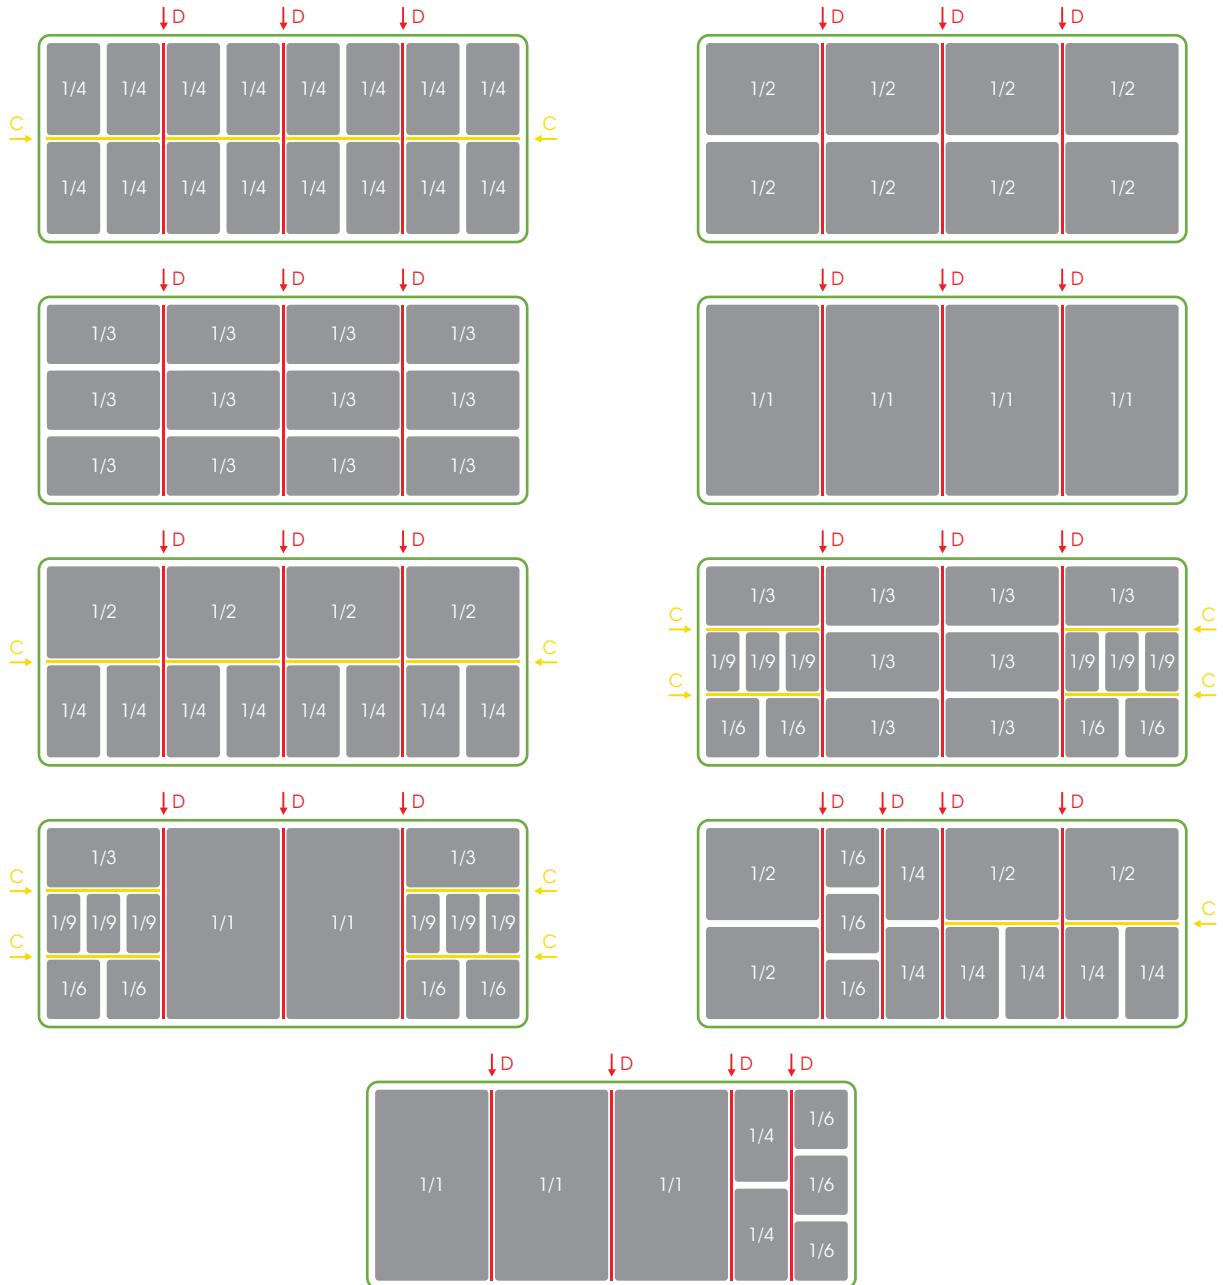 D D D D D D
1/4 1/4 1/4 1/4 1/4 1/4 1/4 1/4 1/2 1/2 1/2 1/2
C C
1/4 1/4 1/4 1/4 1/4 1/4 1/4 1/4 1/2 1/2 1/2 1/2
D D D D D D
1/3 1/3 1/3 1/3
1/3 1/3 1/3 1/3 1/1 1/1 1/1 1/1
1/3 1/3 1/3 1/3
D D D D D D
1/3 1/3 1/3 1/3
1/2 1/2 1/2 1/2 C C
C C 1/9 1/9 1/9 1/3 1/3 1/9 1/9 1/9
1/4 1/4 1/4 1/4 1/4 1/4 1/4 1/4 C C
1/6 1/6 1/3 1/3 1/6 1/6
D D D D D D D
1/3 1/3 1/2 1/6 1/4 1/2 1/2
C C
1/9 1/9 1/9 1/1 1/1 1/9 1/9 1/9 1/6 C
C C
1/6 1/6 1/6 1/6 1/2 1/6 1/4 1/4 1/4 1/4 1/4
D D D D
1/4 1/6
1/1 1/1 1/1 1/6
1/4 1/6